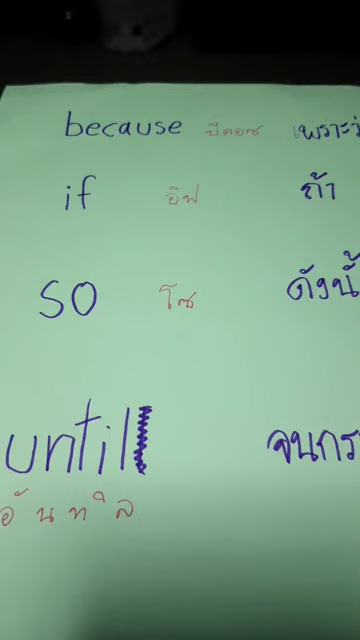 because บีคอซ เพราะว่
if อิฟ ถ้า
so โซ ดังนั้
until จนกร
อันทิล